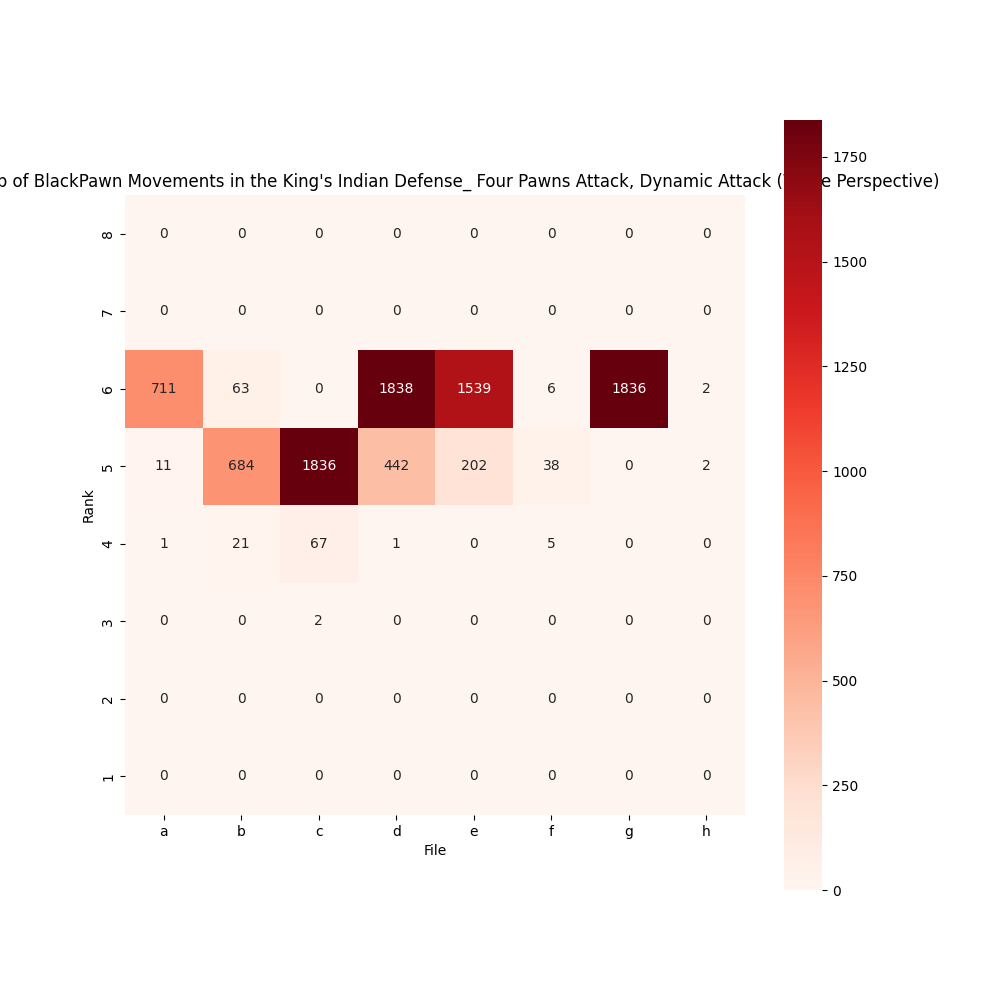 p of BlackPawn Movements in the King's Indian Defense_ Four Pawns Attack, Dynamic Attack ( e Perspective)
8 0 0 0 0 0 0 0 0
7 0 0 0 0 0 0 0 0
6 711 63 0 1838 1539 6 1836 2
5 11 684 1836 442 202 38 0 2
4 1 21 67 1 0 5 0 0
3 0 0 2 0 0 0 0 0
2 0 0 0 0 0 0 0 0
1 0 0 0 0 0 0 0 0
a b c d e f g h
File
Rank
1750
1500
1250
1000
750
500
250
0